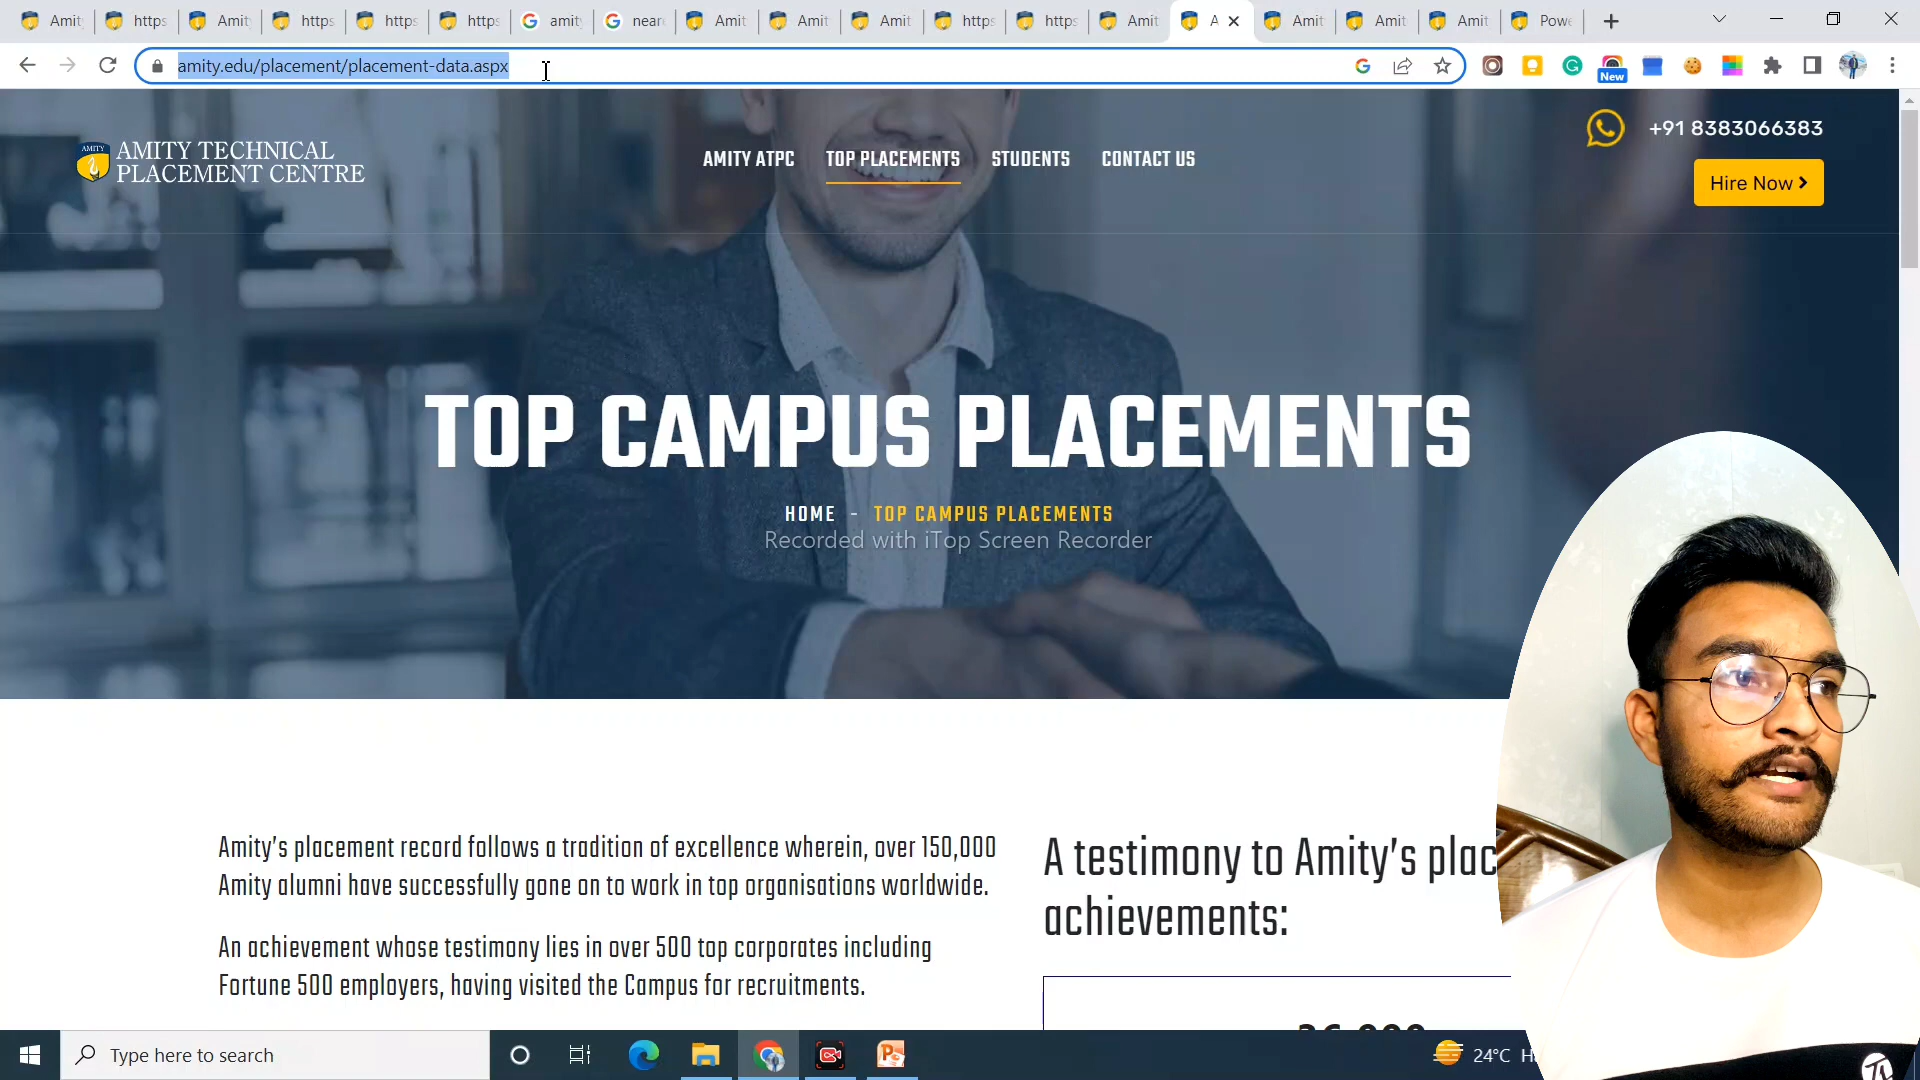 Amit
https
Amity
https
https
https
amity
near
Amit
Amit
Amit
https
https
Amit
A
Amit
Amit
Amit
Powe
amity.edu/placement/placement-data.aspx
New
AMITY
AMITY TECHNICAL
PLACEMENT CENTRE
AMITY ATPC
TOP PLACEMENTS
STUDENTS
CONTACT US
+91 8383066383
Hire Now
TOP CAMPUS PLACEMENTS
HOME - TOP CAMPUS PLACEMENTS
Recorded with iTop Screen Recorder
Amity's placement record follows a tradition of excellence wherein, over 150,000
Amity alumni have successfully gone on to work in top organisations worldwide.
An achievement whose testimony lies in over 500 top corporates including
Fortune 500 employers, having visited the Campus for recruitments.
A testimony to Amity's plac
achievements:
Type here to search
24°C